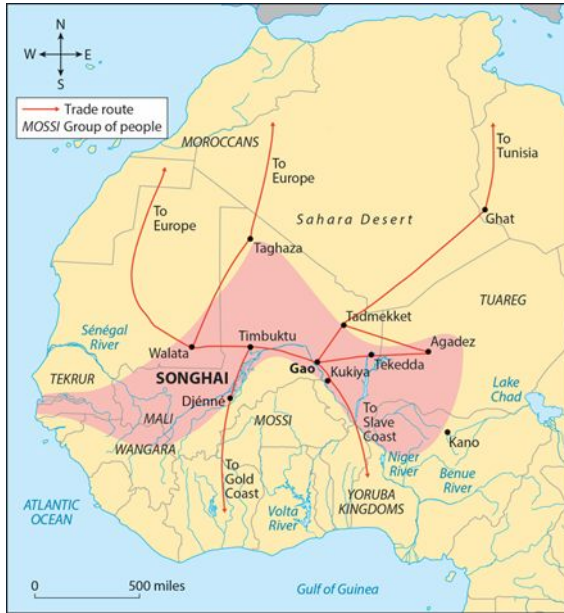 N
W
E
S
Trade route
MOSSI Group of people
MOROCCANS
To
Europe
To
Tunisia
To
Europe
Sahara Desert
Ghat
Taghaza
TUAREG
Tadmekket
Sénégal
River
Walata
Timbuktu
Agadez
Gao
Tekedda
Kukiya
TEKRUR
SONGHAI
Djénné
MALI
Lake
Chad
MOSSI
To
Slave
Coast
Kano
WANGARA
Niger
River
Benue
River
To
Gold
Coast
YORUBA
KINGDOMS
ATLANTIC
OCEAN
Volta
River
0
500 miles
Gulf of Guinea